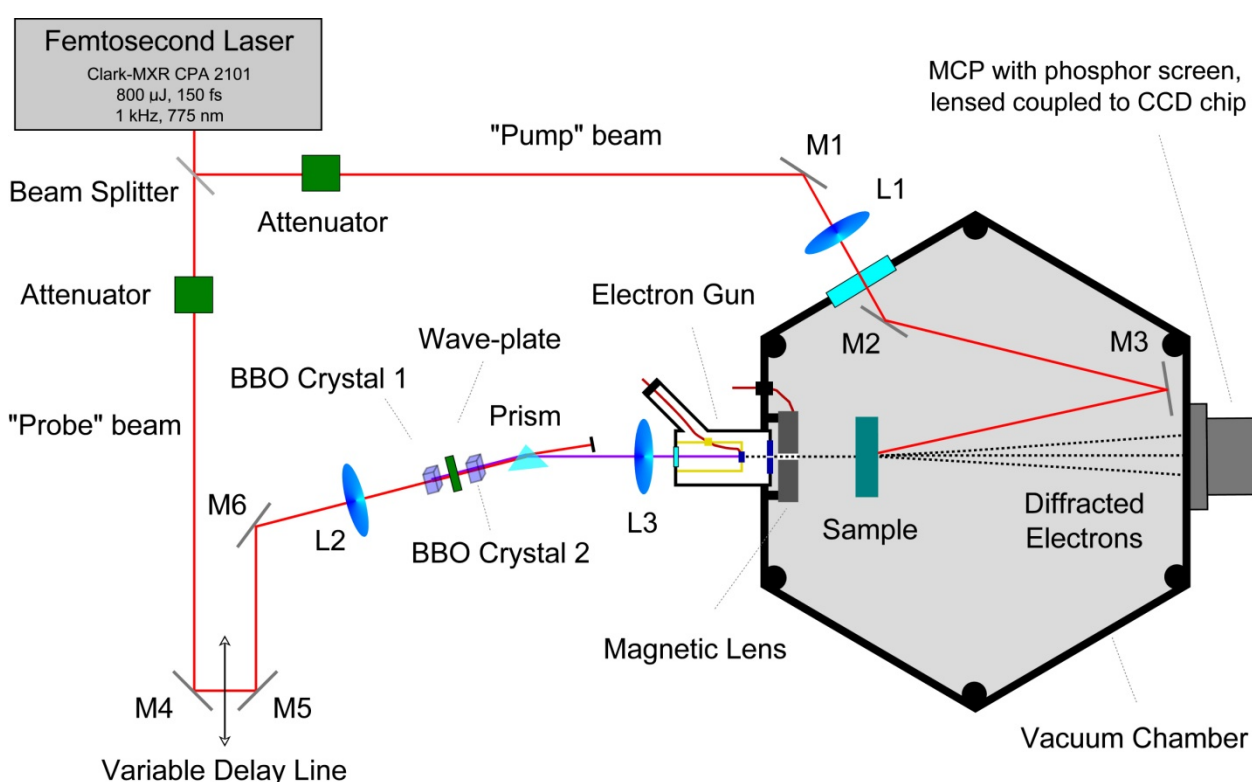 Femtosecond Laser
Clark-MXR CPA 2101
800 µJ, 150 fs
1 kHz, 775 nm
MCP with phosphor screen,
lensed coupled to CCD chip
"Pump" beam
M1
Beam Splitter
L1
Attenuator
Attenuator
Electron Gun
Wave-plate
M2
M3
BBO Crystal 1
Prism
"Probe" beam
M6
L2
L3
BBO Crystal 2
Sample
Diffracted
Electrons
Magnetic Lens
M4
M5
Vacuum Chamber
Variable Delay Line